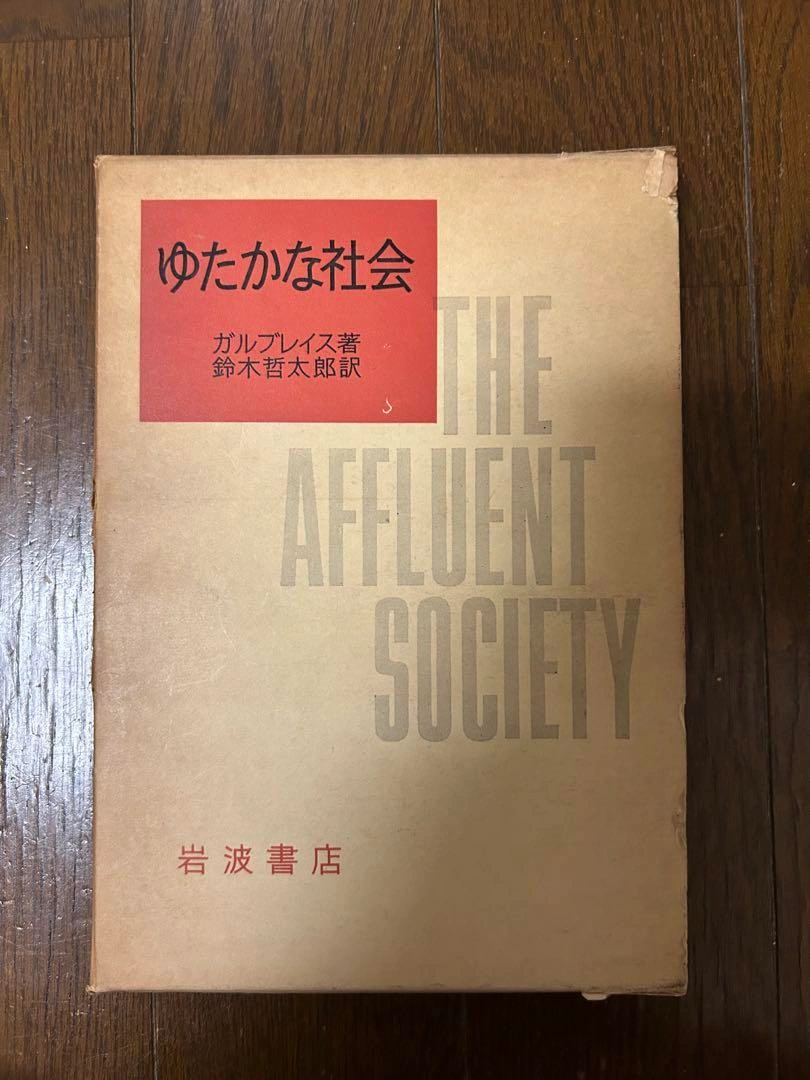 ゆたかな社会
ガルブレイス著
鈴木哲太郎訳
THE
AFFLUENT
SOCIETY
岩波書店